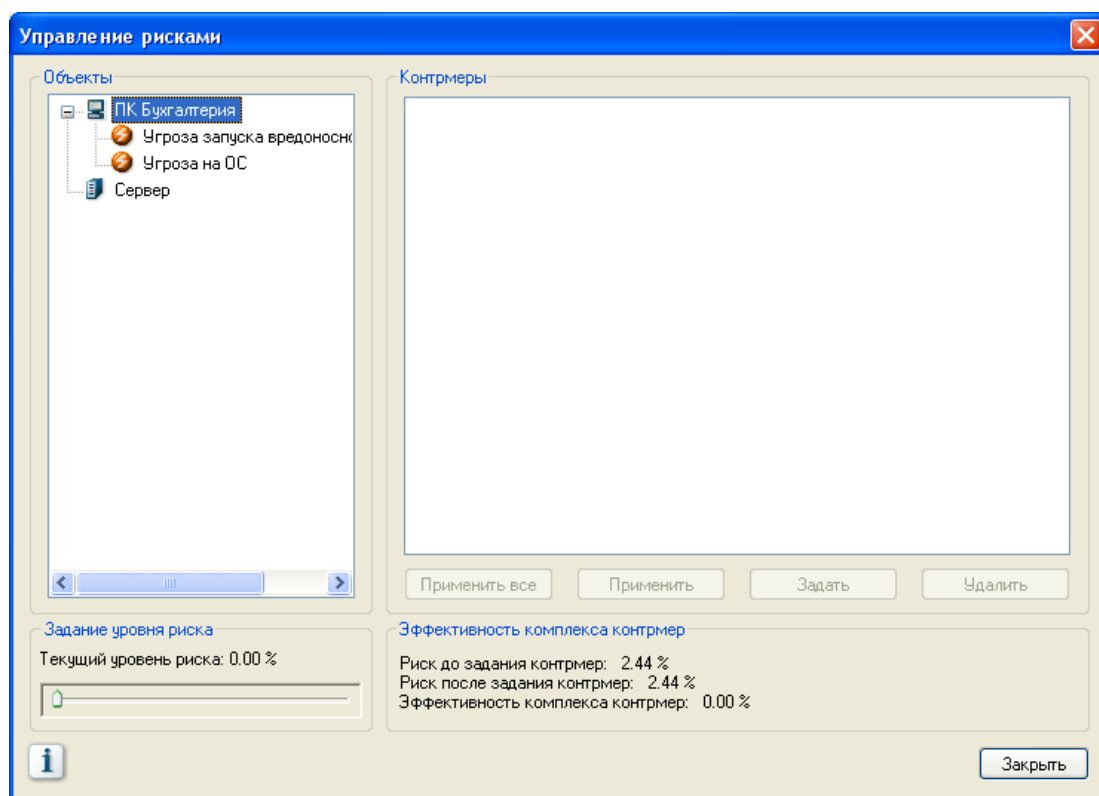 Управление рисками
Объекты
ПК Бухгалтерия
Угроза запуска вредоносно
Угроза на ОС
Сервер
Контрмеры
Применить все
Применить
Задать
Удалить
Задание уровня риска
Текущий уровень риска: 0.00 %
Эффективность комплекса контрмер
Риск до задания контрмер: 2.44 %
Риск после задания контрмер: 2.44 %
Эффективность комплекса контрмер: 0.00 %
Закрыть